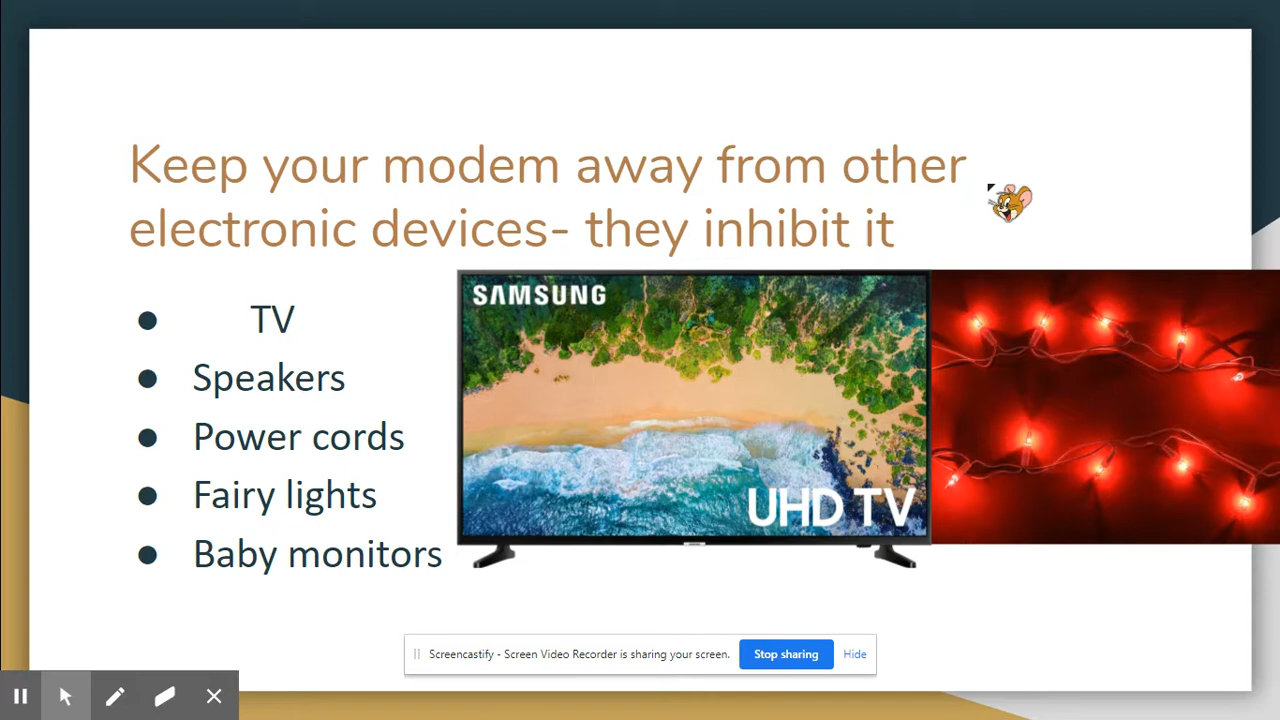 Keep your modem away from other
electronic devices- they inhibit it
● TV
● Speakers
● Power cords
● Fairy lights
● Baby monitors
SAMSUNG
UHD TV
Screencastify - Screen Video Recorder is sharing your screen.
Stop sharing
Hide